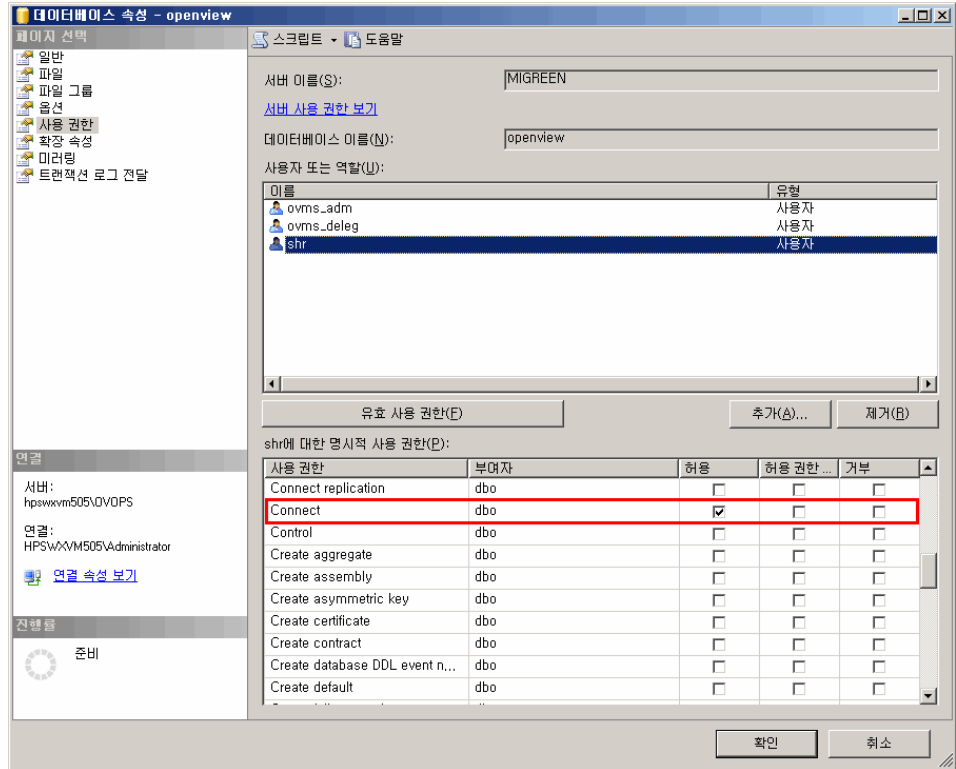 데이터베이스 속성 - openview
페이지 선택
일반
파일
파일 그룹
옵션
사용 권한
확장 속성
미러링
트랜잭션 로그 전달
스크립트 도움말
서버 이름(S): MIGREEN
서버 사용 권한 보기
데이터베이스 이름(N): openview
사용자 또는 역할(U):
이름 유형
ovms_adm 사용자
ovms_deleg 사용자
shr 사용자
유효 사용 권한(F) 추가(A)... 제거(R)
shr에 대한 명시적 사용 권한(P):
사용 권한 부여자 허용 허용 권한 ... 거부
Connect replication dbo
Connect dbo
Control dbo
Create aggregate dbo
Create assembly dbo
Create asymmetric key dbo
Create certificate dbo
Create contract dbo
Create database DDL event n... dbo
Create default dbo
연결
서버:
hpswxvm505\OVOPS
연결:
HPSWXVM505\Administrator
연결 속성 보기
진행률
준비
확인 취소